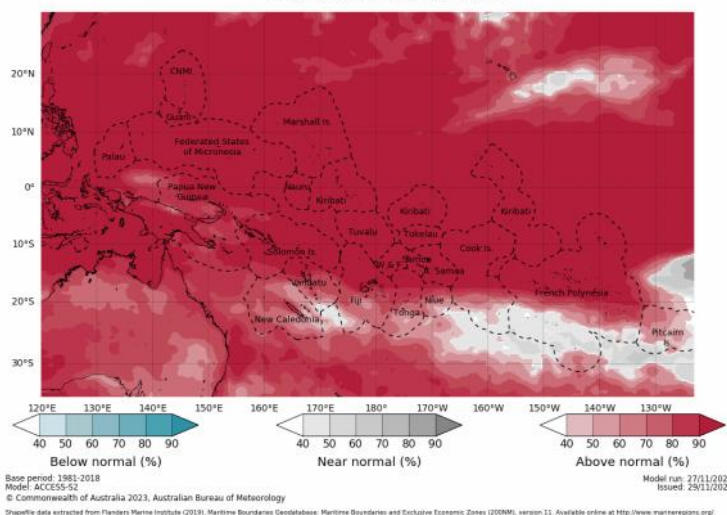 20°N
10°N
0°
10°S
20°S
30°S
CNMI
Guam
Marshall Is.
Palau
Federated States
of Micronesia
Papua New
Guinea
Nauru
Kiribati
Kiribati
Kiribati
Tuvalu
Tokelau
Solomon Is.
Cook Is.
W & F
Samoa
A. Samoa
Vanuatu
Fiji
Niue
French Polynesia
Tonga
New Caledonia
Pitcairn
Is.
120°E 130°E 140°E 150°E 160°E 170°E 180° 170°W 160°W 150°W 140°W 130°W
40 50 60 70 80 90
40 50 60 70 80 90
40 50 60 70 80 90
Below normal (%)
Near normal (%)
Above normal (%)
Base period: 1981-2018
Model: ACCESS-S2
© Commonwealth of Australia 2023, Australian Bureau of Meteorology
Model run: 27/11/202
Issued: 29/11/202
Shapefile data extracted from Flanders Marine Institute (2019). Maritime Boundaries Geodatabase: Maritime Boundaries and Exclusive Economic Zones (200NM), version 11. Available online at http://www.marineregions.org/